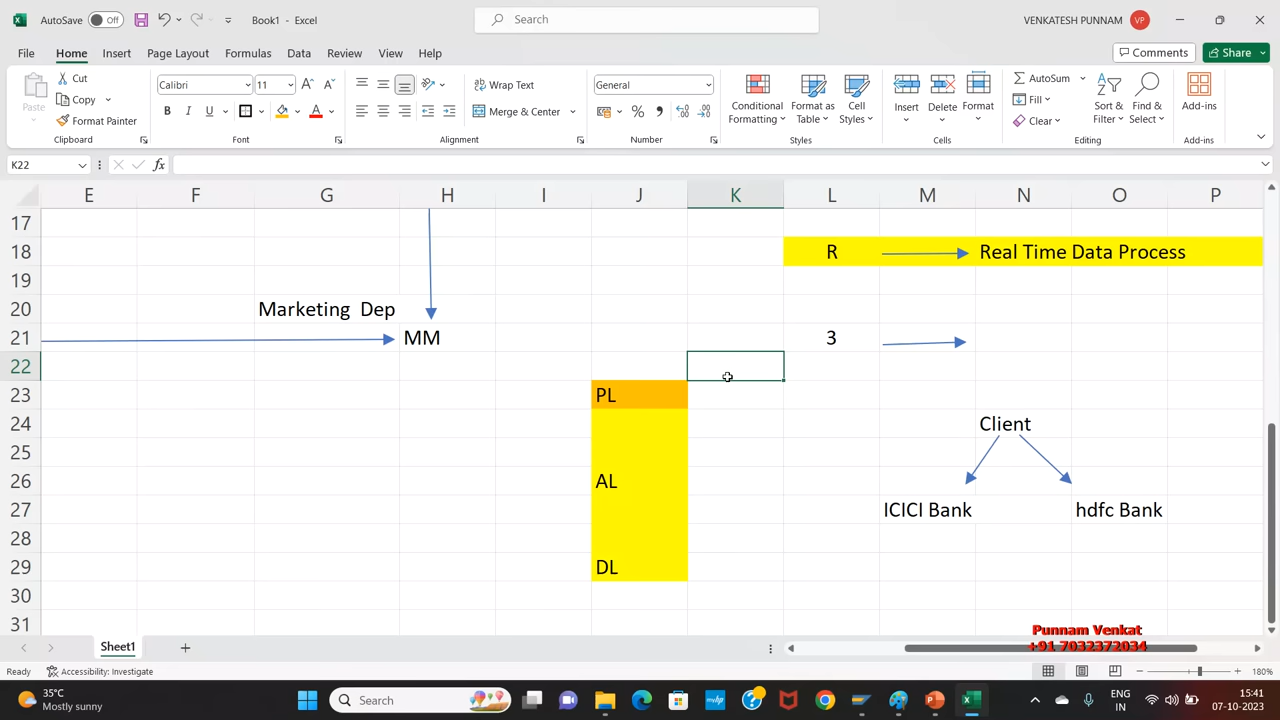 AutoSave Off Book1 - Excel Search VENKATESH PUNNAM VP
File Home Insert Page Layout Formulas Data Review View Help Comments Share
Paste Cut Copy Format Painter Clipboard
Calibri 11 B I U A Font
Wrap Text Merge & Center Alignment
General % , Number
Conditional Formatting Format as Table Cell Styles Styles
Insert Delete Format Cells
AutoSum Fill Clear Sort & Filter Find & Select Editing
Add-ins Add-ins
K22 fx
E F G H I J K L M N O P
17
18 R Real Time Data Process
19
20 Marketing Dep
21 MM 3
22
23 PL
24 Client
25
26 AL
27 ICICI Bank hdfc Bank
28
29 DL
30
31
Punnam Venkat
+91 7032372034
Sheet1
Ready Accessibility: Investigate 180%
35°C
Mostly sunny
Search
ENG
IN
15:41
07-10-2023